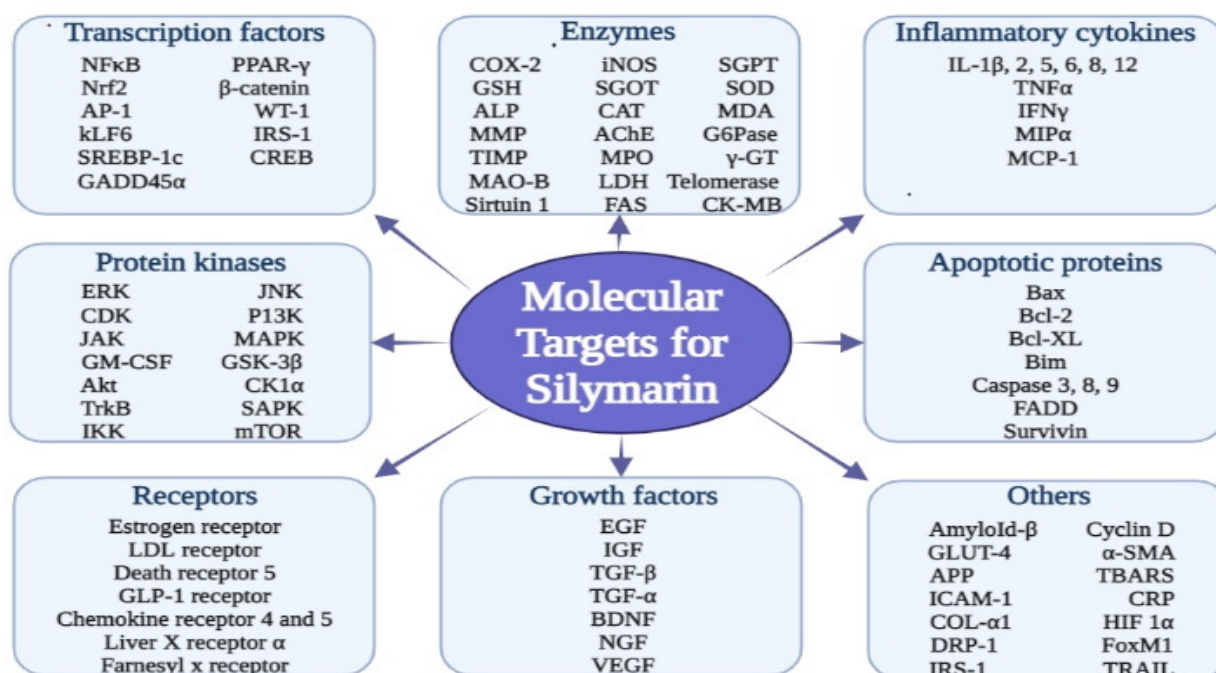 Transcription factors
NFκB PPAR-γ
Nrf2 β-catenin
AP-1 WT-1
kLF6 IRS-1
SREBP-1c CREB
GADD45α
Enzymes
COX-2 iNOS SGPT
GSH SGOT SOD
ALP CAT MDA
MMP AChE G6Pase
TIMP MPO γ-GT
MAO-B LDH Telomerase
Sirtuin 1 FAS CK-MB
Inflammatory cytokines
IL-1β, 2, 5, 6, 8, 12
TNFα
IFNγ
MIPα
MCP-1
Protein kinases
ERK JNK
CDK P13K
JAK MAPK
GM-CSF GSK-3β
Akt CK1α
TrkB SAPK
IKK mTOR
Molecular
Targets for
Silymarin
Apoptotic proteins
Bax
Bcl-2
Bcl-XL
Bim
Caspase 3, 8, 9
FADD
Survivin
Receptors
Estrogen receptor
LDL receptor
Death receptor 5
GLP-1 receptor
Chemokine receptor 4 and 5
Liver X receptor α
Farnesyl x receptor
Growth factors
EGF
IGF
TGF-β
TGF-α
BDNF
NGF
VEGF
Others
AmyloId-β Cyclin D
GLUT-4 α-SMA
APP TBARS
ICAM-1 CRP
COL-α1 HIF 1α
DRP-1 FoxM1
IRS-1 TRAIL